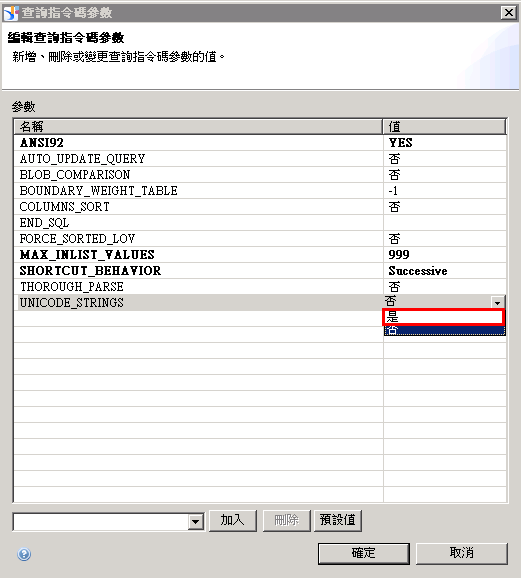 查詢指令碼參數
編輯查詢指令碼參數
新增、刪除或變更查詢指令碼參數的值。
參數
名稱 值
ANSI92 YES
AUTO_UPDATE_QUERY 否
BLOB_COMPARISON 否
BOUNDARY_WEIGHT_TABLE -1
COLUMNS_SORT 否
END_SQL
FORCE_SORTED_LOV 否
MAX_INLIST_VALUES 999
SHORTCUT_BEHAVIOR Successive
THOROUGH_PARSE 否
UNICODE_STRINGS 否
是
否
加入 刪除 預設值
確定 取消